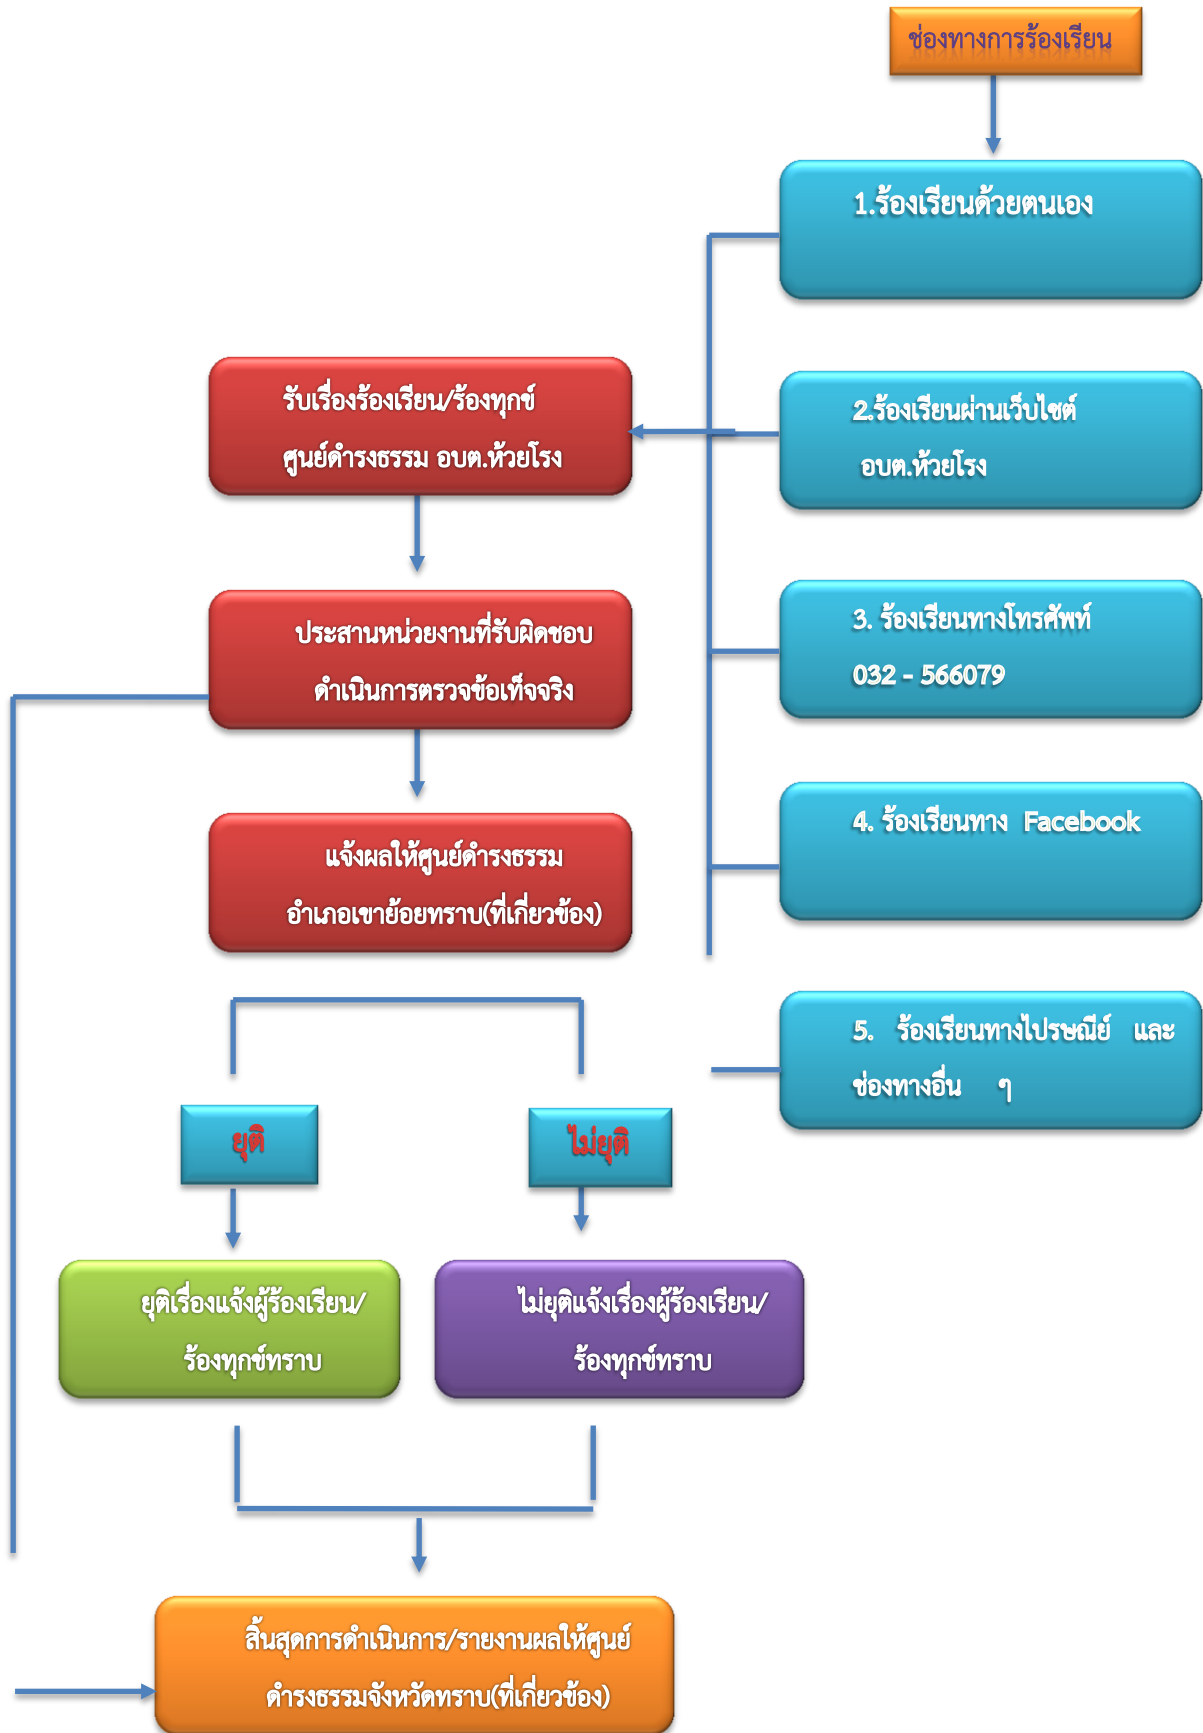 ช่องทางการร้องเรียน
1.ร้องเรียนด้วยตนเอง
2.ร้องเรียนผ่านเว็บไซต์
อบต.ห้วยโรง
3. ร้องเรียนทางโทรศัพท์
032 - 566079
4. ร้องเรียนทาง Facebook
5. ร้องเรียนทางไปรษณีย์ และ
ช่องทางอื่น ๆ
รับเรื่องร้องเรียน/ร้องทุกข์
ศูนย์ดำรงธรรม อบต.ห้วยโรง
ประสานหน่วยงานที่รับผิดชอบ
ดำเนินการตรวจข้อเท็จจริง
แจ้งผลให้ศูนย์ดำรงธรรม
อำเภอเขาย้อยทราบ(ที่เกี่ยวข้อง)
ยุติ
ไม่ยุติ
ยุติเรื่องแจ้งผู้ร้องเรียน/
ร้องทุกข์ทราบ
ไม่ยุติแจ้งเรื่องผู้ร้องเรียน/
ร้องทุกข์ทราบ
สิ้นสุดการดำเนินการ/รายงานผลให้ศูนย์
ดำรงธรรมจังหวัดทราบ(ที่เกี่ยวข้อง)